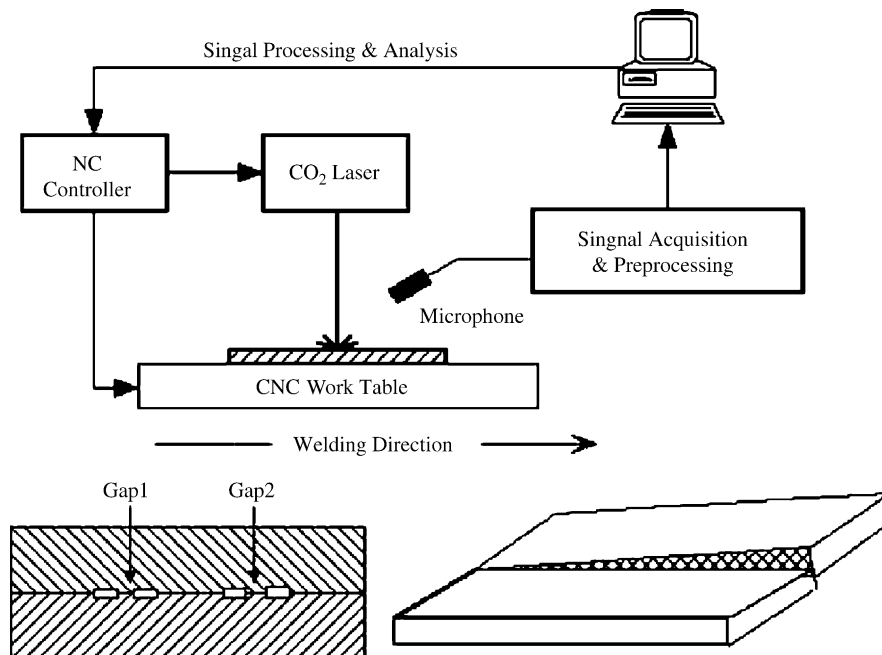 Singal Processing & Analysis
NC
Controller
CO₂ Laser
Singnal Acquisition
& Preprocessing
Microphone
CNC Work Table
Welding Direction
Gap1
Gap2